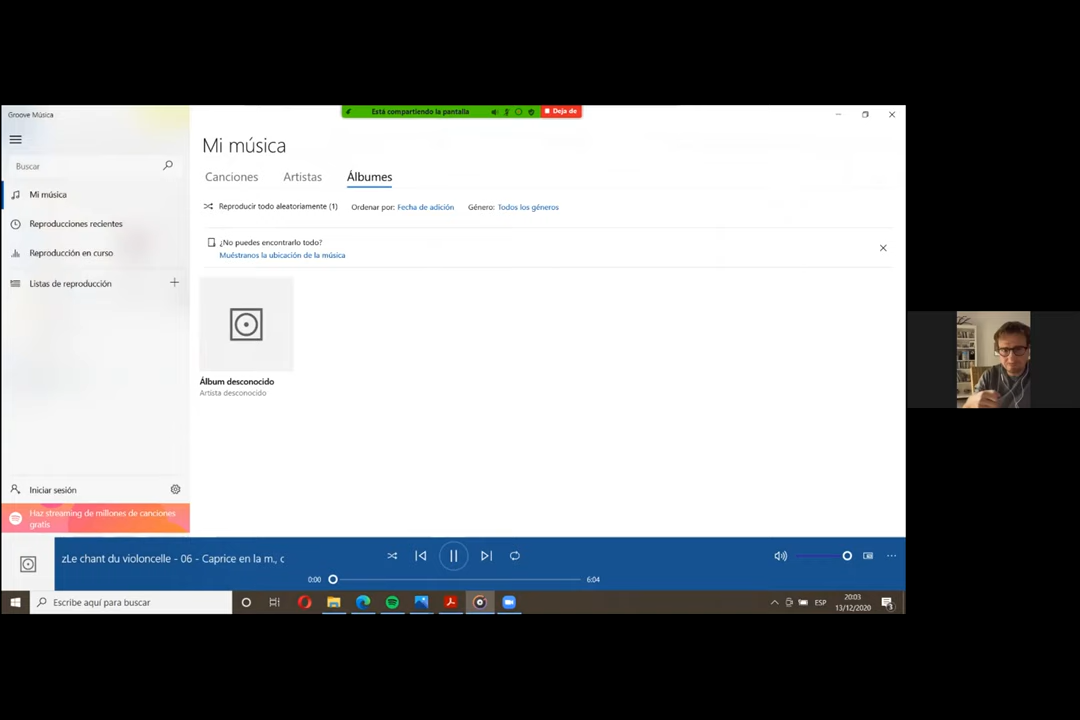 Groove Música
Está compartiendo la pantalla
Deja de
Buscar
Mi música
Reproducciones recientes
Reproducción en curso
Listas de reproducción
Iniciar sesión
Haz streaming de millones de canciones
gratis
Mi música
Canciones Artistas Álbumes
Reproducir todo aleatoriamente (1) Ordenar por: Fecha de adición Género: Todos los géneros
¿No puedes encontrarlo todo?
Muéstranos la ubicación de la música
Álbum desconocido
Artista desconocido
zLe chant du violoncelle - 06 - Caprice en la m., c
0:00 6:04
Escribe aquí para buscar
ESP
20:03
13/12/2020